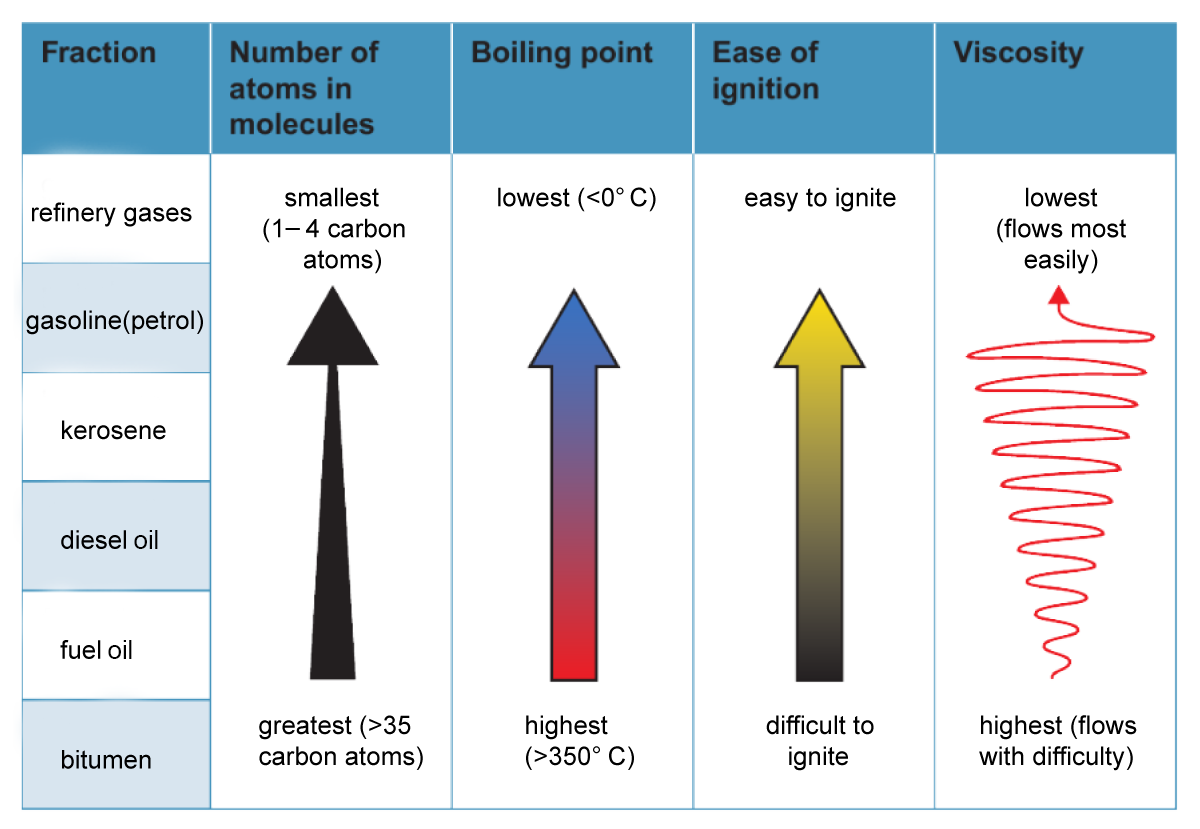 Fraction
Number of
atoms in
molecules
Boiling point
Ease of
ignition
Viscosity
refinery gases
smallest
(1– 4 carbon
atoms)
lowest (<0° C)
easy to ignite
lowest
(flows most
easily)
gasoline(petrol)
kerosene
diesel oil
fuel oil
bitumen
greatest (>35
carbon atoms)
highest
(>350° C)
difficult to
ignite
highest (flows
with difficulty)